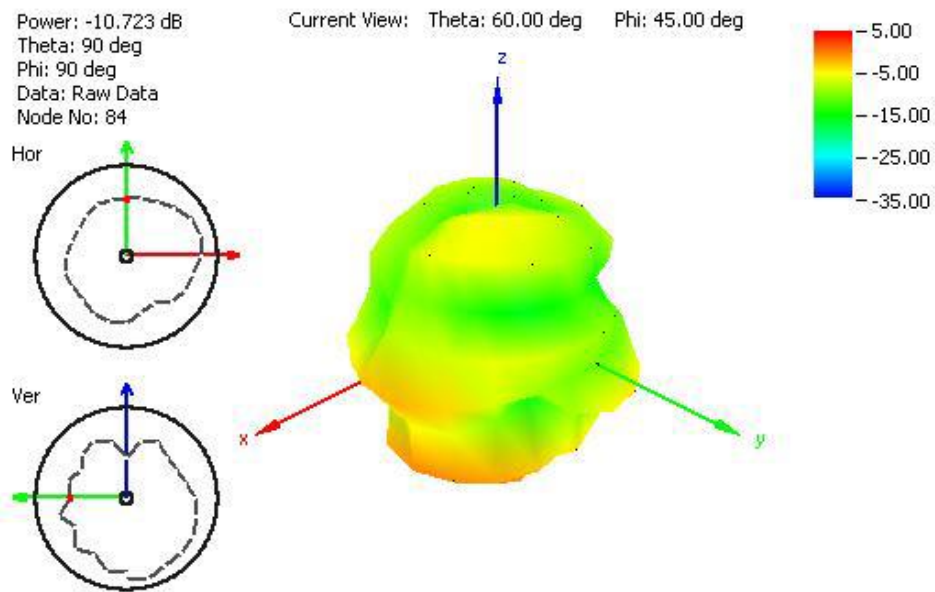 Power: -10.723 dB
Theta: 90 deg
Phi: 90 deg
Data: Raw Data
Node No: 84
Current View: Theta: 60.00 deg Phi: 45.00 deg
5.00
-5.00
-15.00
-25.00
-35.00
Hor
Ver
z
x
y